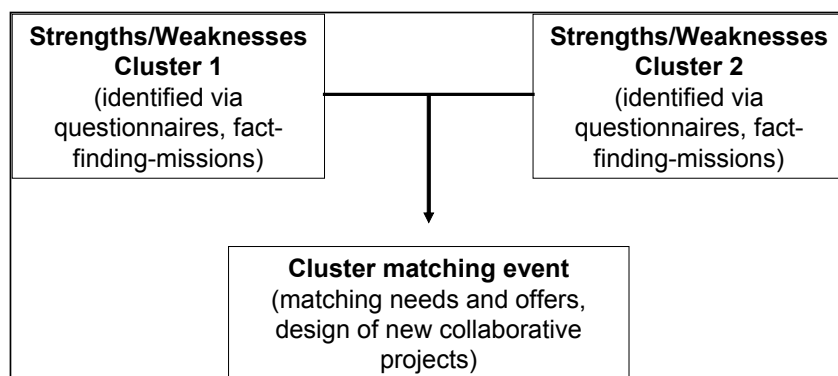 Strengths/Weaknesses
Cluster 1
(identified via
questionnaires, fact-
finding-missions)
Strengths/Weaknesses
Cluster 2
(identified via
questionnaires, fact-
finding-missions)
Cluster matching event
(matching needs and offers,
design of new collaborative
projects)